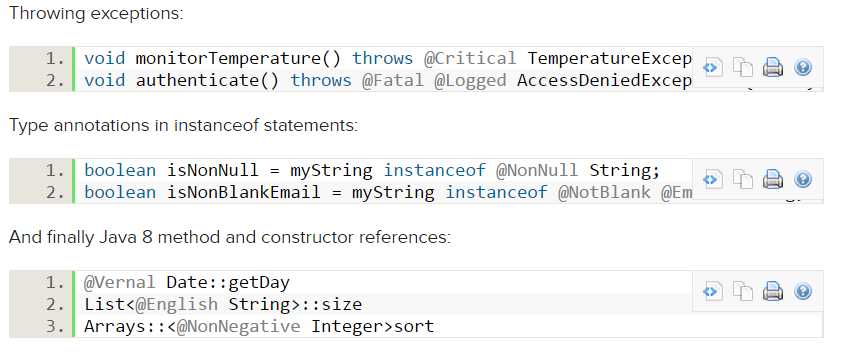 Throwing exceptions:
1. void monitorTemperature() throws @Critical TemperatureExcep
2. void authenticate() throws @Fatal @Logged AccessDeniedExcep
Type annotations in instanceof statements:
1. boolean isNonNull = myString instanceof @NonNull String;
2. boolean isNonBlankEmail = myString instanceof @NotBlank @Em
And finally Java 8 method and constructor references:
1. @Vernal Date::getDay
2. List<@English String>::size
3. Arrays::<@NonNegative Integer>sort